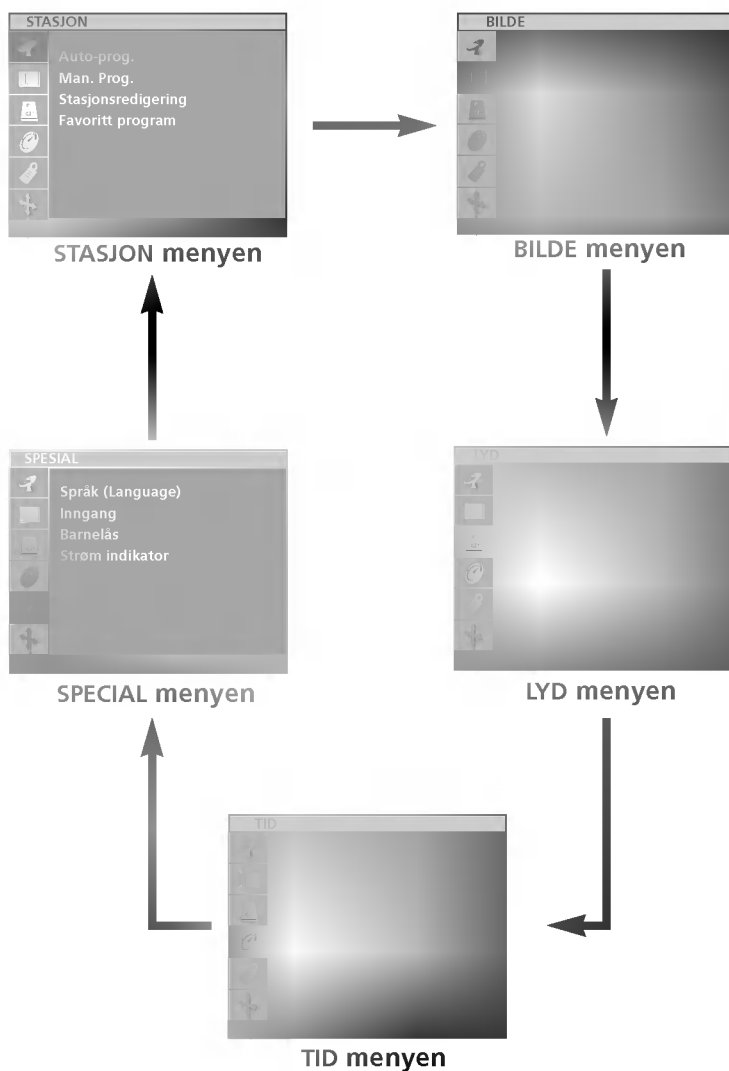 STASJON
Auto-prog.
Man. Prog.
Stasjonsredigering
Favoritt program
STASJON menyen
BILDE
BILDE menyen
SPESIAL
Språk (Language)
Inngang
Barnelås
Strøm indikator
SPECIAL menyen
LYD
LYD menyen
TID
TID menyen